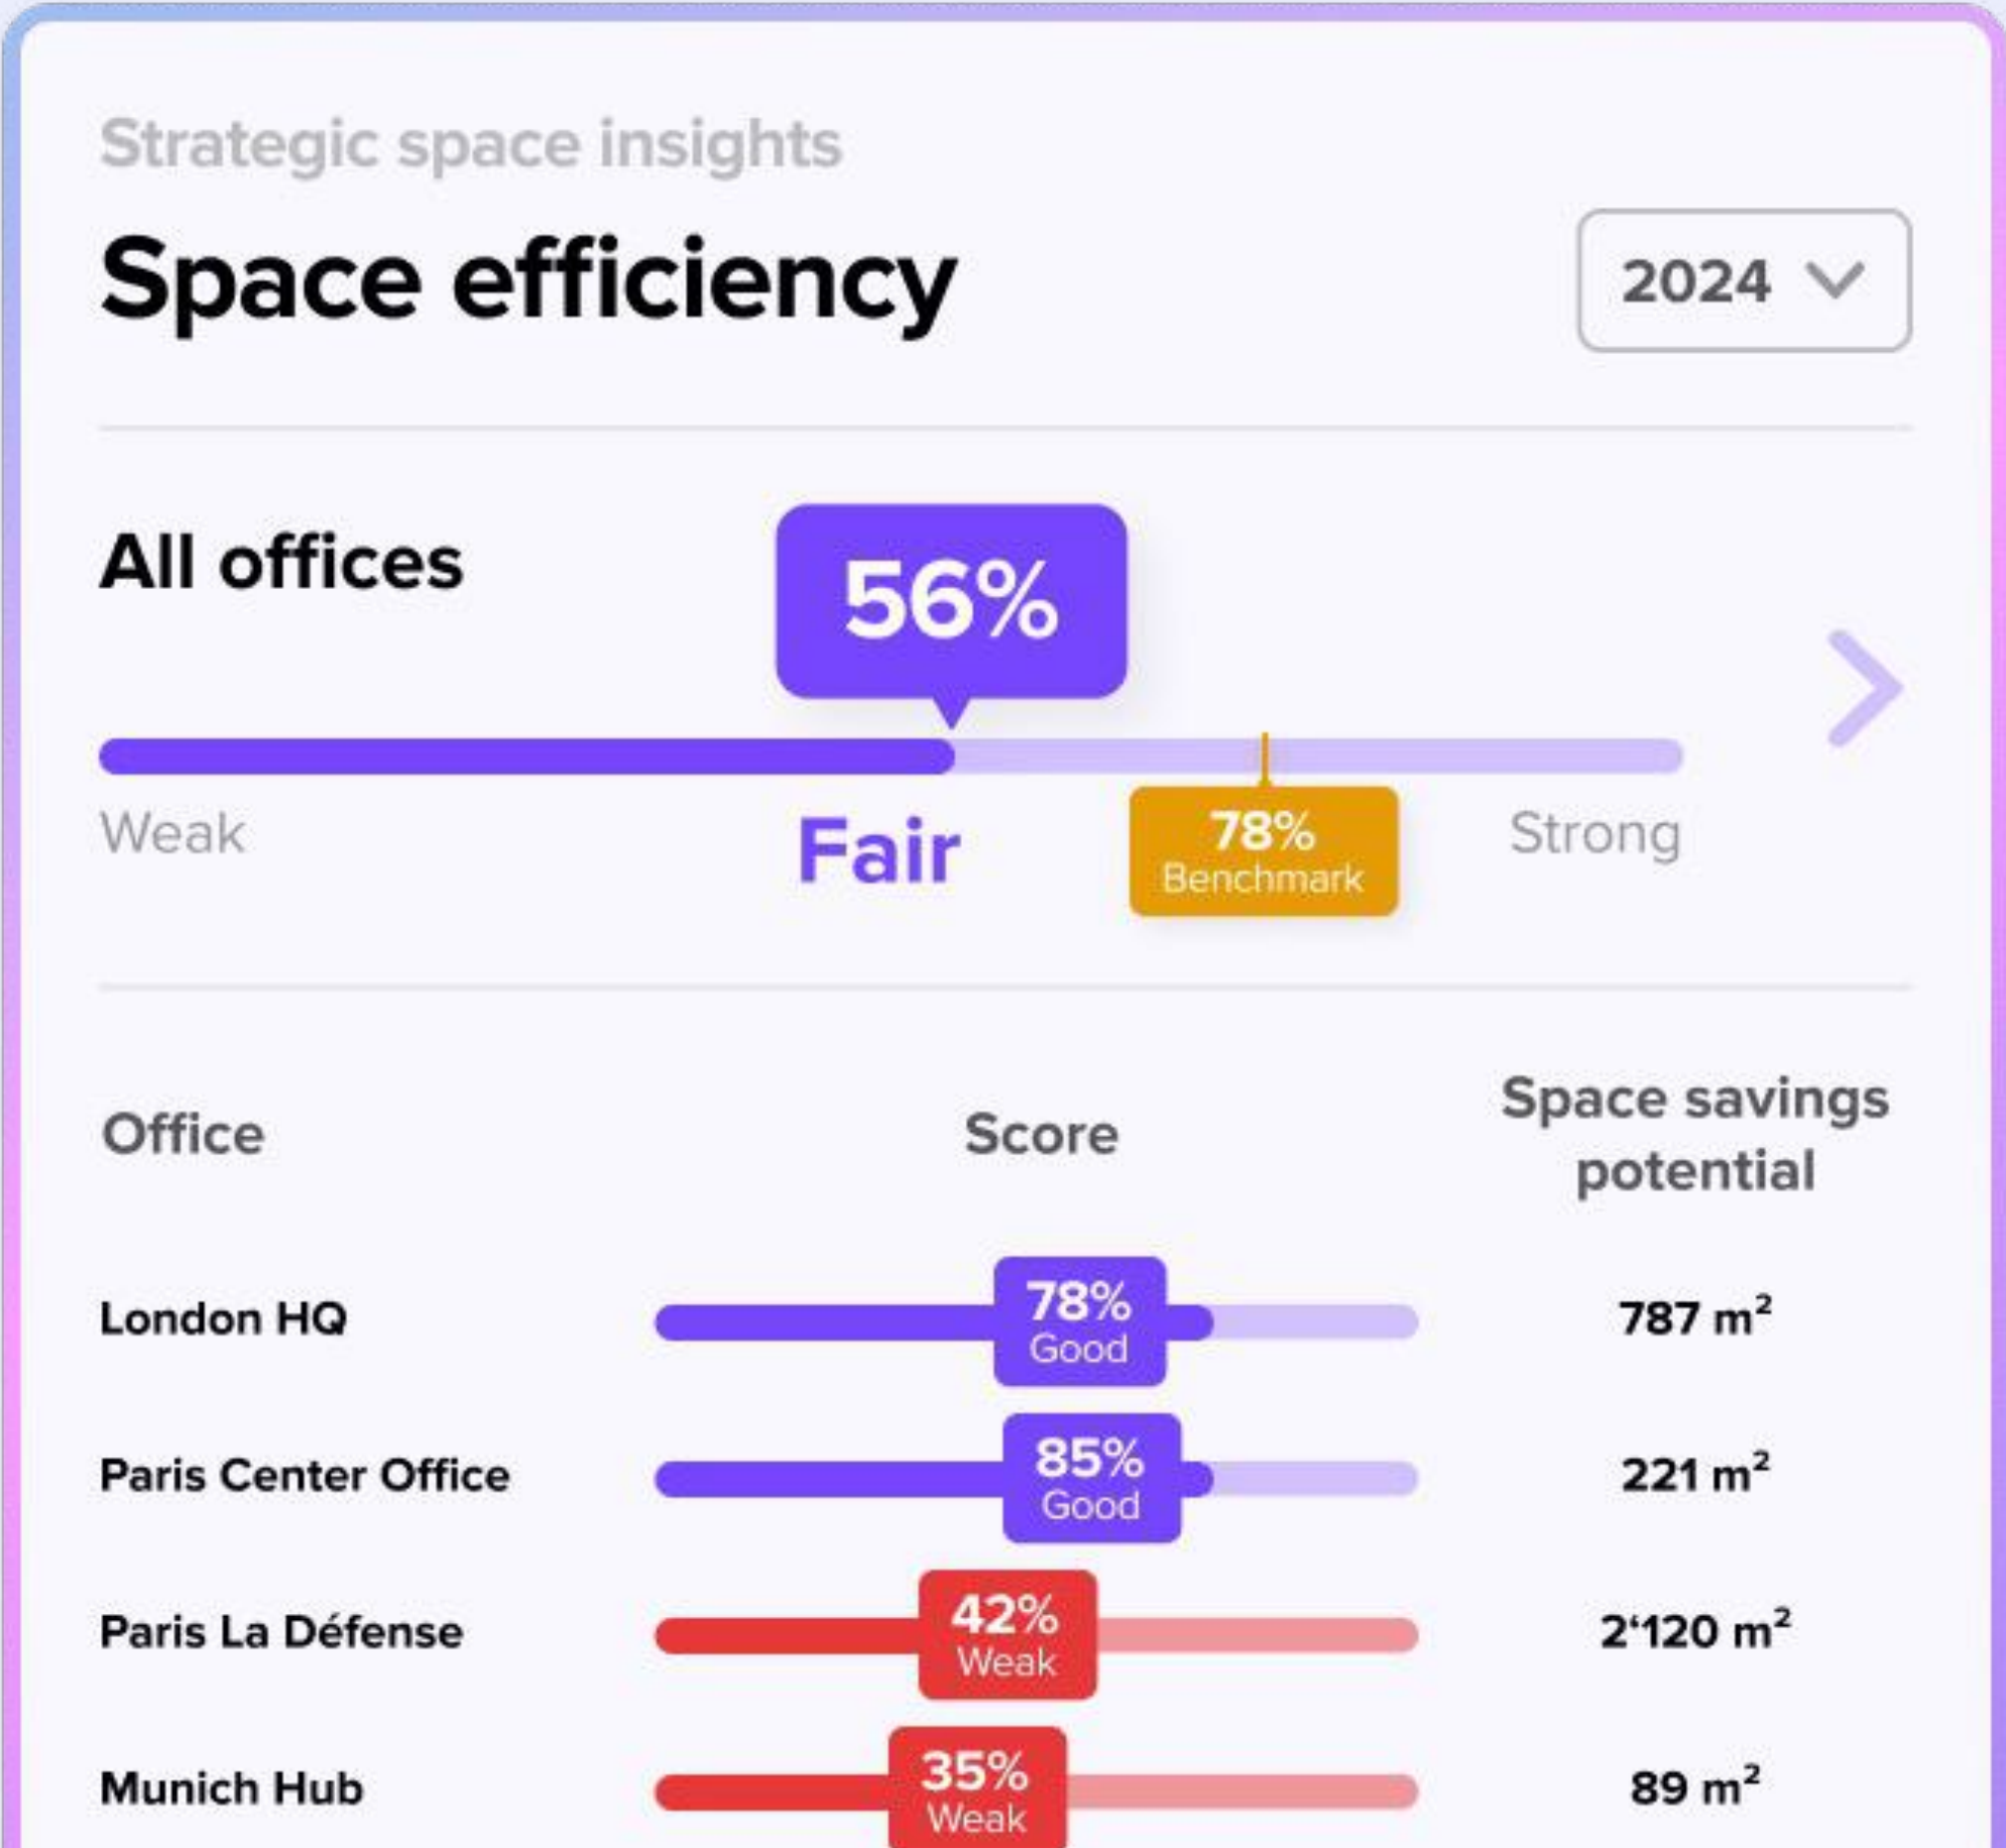 Strategic space insights
Space efficiency
2024
All offices
56%
Weak
Fair
78%
Benchmark
Strong
Office
Score
Space savings
potential
London HQ
78%
Good
787 m²
Paris Center Office
85%
Good
221 m²
Paris La Défense
42%
Weak
2‘120 m²
Munich Hub
35%
Weak
89 m²